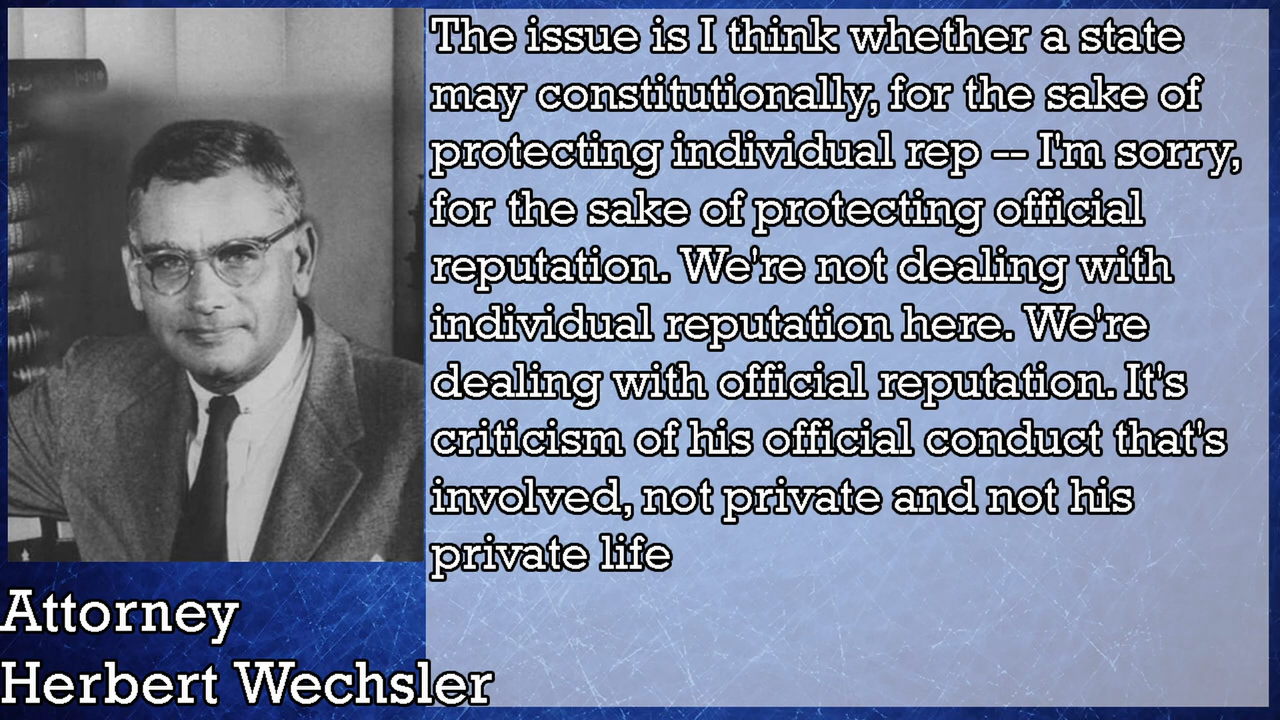 The issue is I think whether a state
may constitutionally, for the sake of
protecting individual rep -- I'm sorry,
for the sake of protecting official
reputation. We're not dealing with
individual reputation here. We're
dealing with official reputation. It's
criticism of his official conduct that's
involved, not private and not his
private life
Attorney
Herbert Wechsler